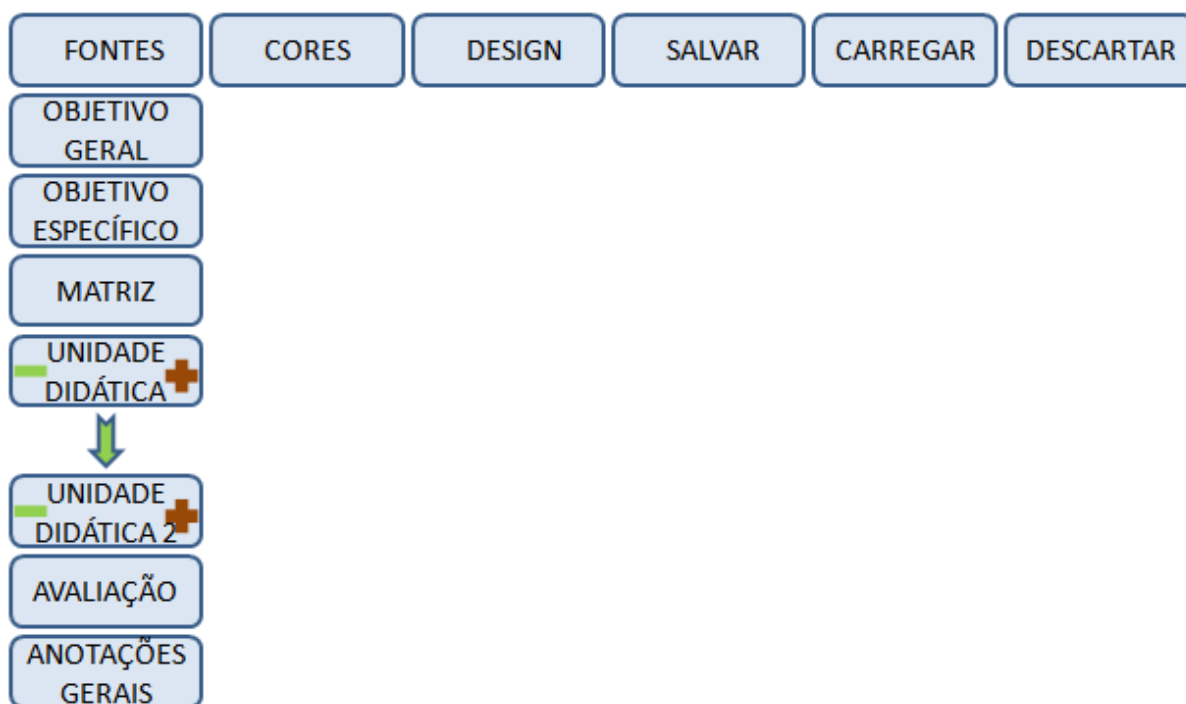 FONTES
CORES
DESIGN
SALVAR
CARREGAR
DESCARTAR
OBJETIVO
GERAL
OBJETIVO
ESPECÍFICO
MATRIZ
UNIDADE
DIDÁTICA
UNIDADE
DIDÁTICA 2
AVALIAÇÃO
ANOTAÇÕES
GERAIS